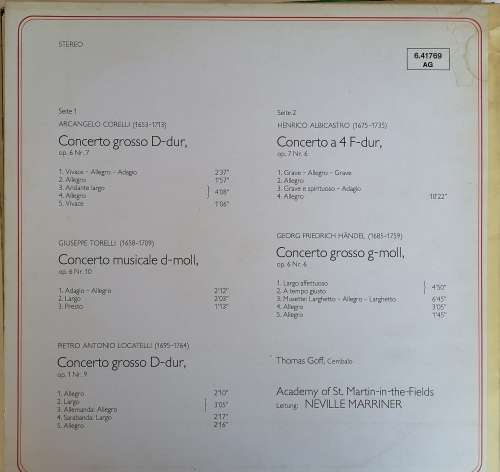 STEREO
6.41769
AG
Seite 1
ARCANGELO CORELLI (1653–1713)
Concerto grosso D-dur,
op. 6 Nr. 7
1. Vivace – Allegro – Adagio 2'37"
2. Allegro 1'57"
3. Andante largo
4. Allegro 4'08"
5. Vivace 1'06"
GIUSEPPE TORELLI (1658–1709)
Concerto musicale d-moll,
op. 6 Nr. 10
1. Adagio – Allegro 2'12"
2. Largo 2'03"
3. Presto 1'13"
PIETRO ANTONIO LOCATELLI (1695–1764)
Concerto grosso D-dur,
op. 1 Nr. 9
1. Allegro 2'10"
2. Largo
3. Allemanda: Allegro 3'05"
4. Sarabanda: Largo 2'17"
5. Allegro 2'16"
Seite 2
HENRICO ALBICASTRO (1675–1735)
Concerto a 4 F-dur,
op. 7 Nr. 6
1. Grave – Allegro – Grave
2. Allegro
3. Grave e spirituoso – Adagio
4. Allegro 10'22"
GEORG FRIEDRICH HÄNDEL (1685–1759)
Concerto grosso g-moll,
op. 6 Nr. 6
1. Largo affettuoso
2. A tempo giusto 4'50"
3. Musette: Larghetto – Allegro – Larghetto 6'45"
4. Allegro 3'05"
5. Allegro 1'45"
Thomas Goff, Cembalo
Academy of St. Martin-in-the-Fields
Leitung: NEVILLE MARRINER